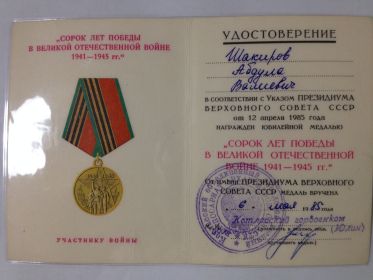 „СОРОК ЛЕТ ПОБЕДЫ
В ВЕЛИКОЙ ОТЕЧЕСТВЕННОЙ ВОЙНЕ
1941—1945 гг."
УЧАСТНИКУ ВОЙНЫ
УДОСТОВЕРЕНИЕ
Шакиров
Абдула
Валиевич
В СООТВЕТСТВИИ С УКАЗОМ ПРЕЗИДИУМА
ВЕРХОВНОГО СОВЕТА СССР
от 12 апреля 1985 года
НАГРАЖДЕН ЮБИЛЕЙНОЙ МЕДАЛЬЮ
„СОРОК ЛЕТ ПОБЕДЫ
В ВЕЛИКОЙ ОТЕЧЕСТВЕННОЙ
ВОЙНЕ 1941—1945 гг."
От имени ПРЕЗИДИУМА ВЕРХОВНОГО
СОВЕТА СССР МЕДАЛЬ ВРУЧЕНА
мая 1985 г.
горвоенком